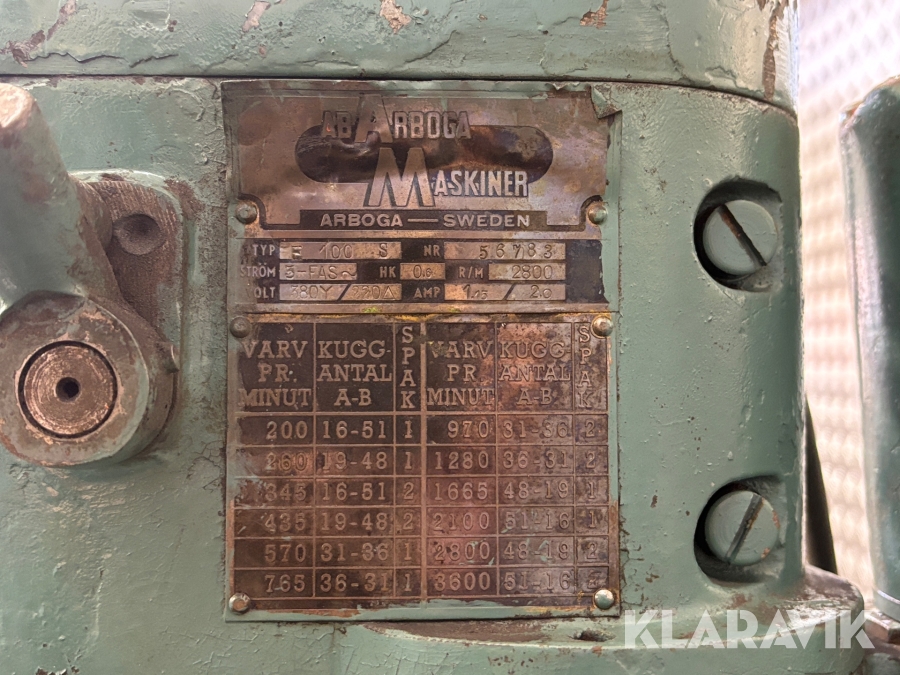 AB ARBOGA
MASKINER
ARBOGA — SWEDEN
TYP E 100 S NR 56783
STRÖM 3-FAS~ HK 0.6 R/M 2800
VOLT 380Y/220Δ AMP / 2.0
VARV PR. MINUT KUGG- ANTAL A-B SPAK VARV PR. MINUT KUGG- ANTAL A-B SPAK
200 16-51 1 970 31-36 2
260 19-48 1 1280 36-31 2
345 16-51 2 1665 48-19 1
435 19-48 2 2100 51-16 1
570 31-36 1 2800 48-19 2
765 36-31 1 3600 51-16 2
KLARAVIK